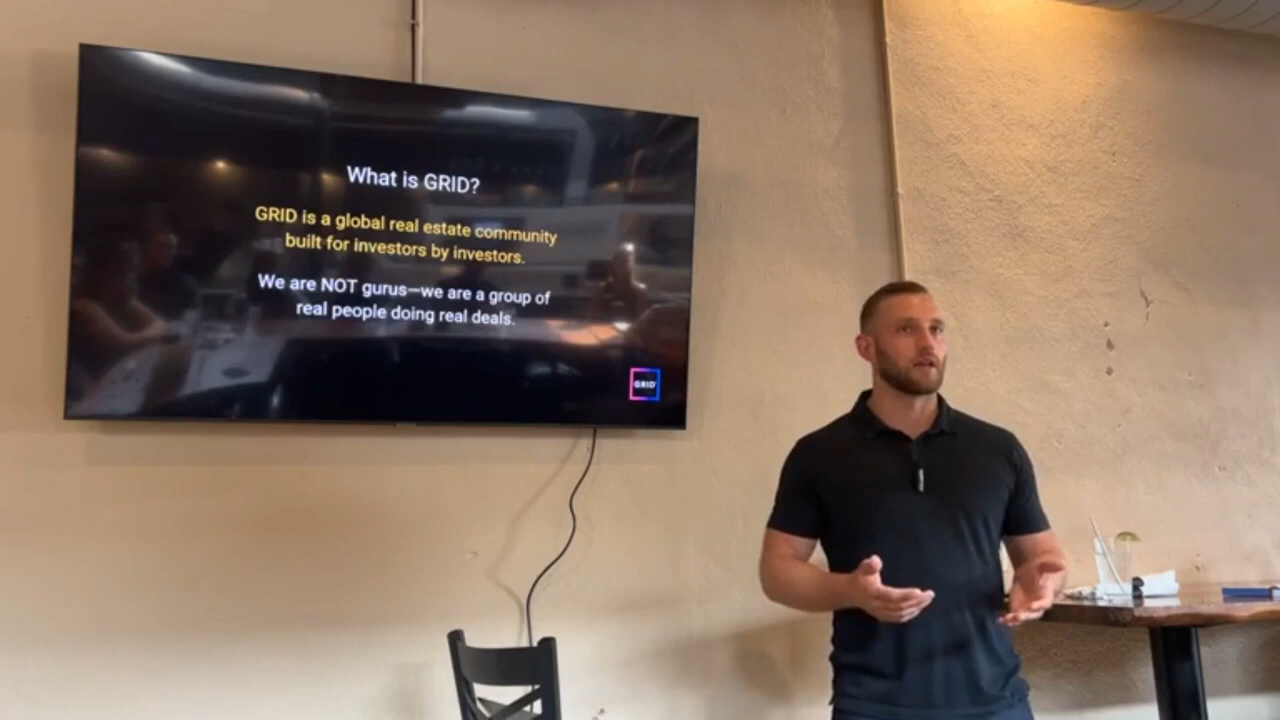 What is GRID?
GRID is a global real estate community
built for investors by investors.
We are NOT gurus—we are a group of
real people doing real deals.
GRID